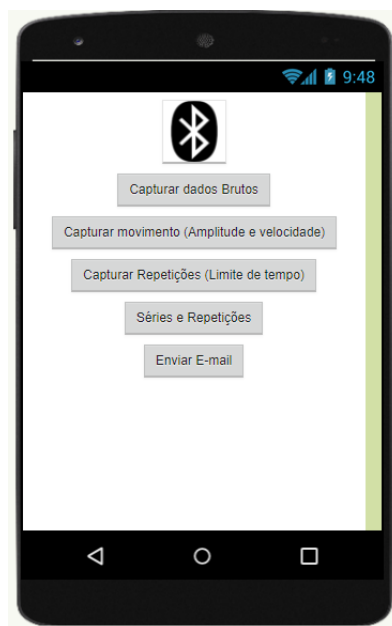 9:48
Capturar dados Brutos
Capturar movimento (Amplitude e velocidade)
Capturar Repetições (Limite de tempo)
Séries e Repetições
Enviar E-mail